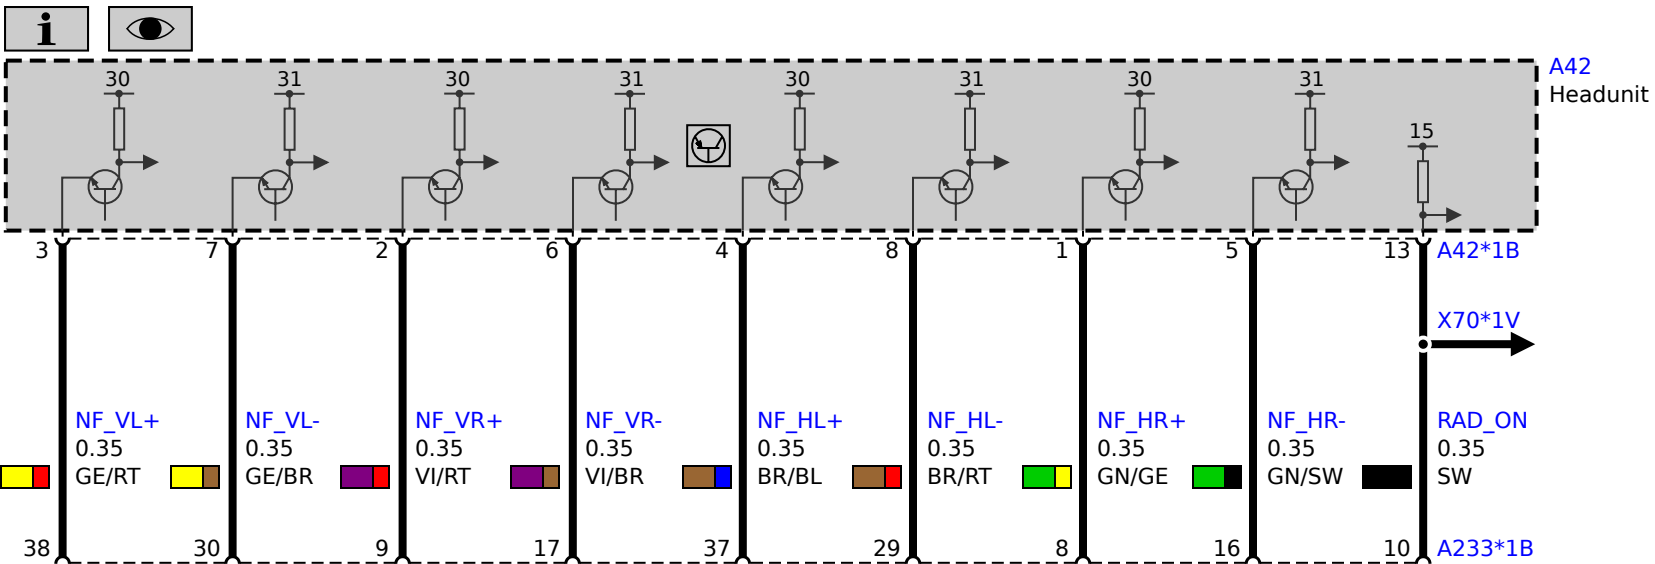 i
30 31 30 31 30 31 30 31
A42
Headunit
15
3 7 2 6 4 8 1 5 13 A42*1B
X70*1V
NF_VL+ NF_VL- NF_VR+ NF_VR- NF_HL+ NF_HL- NF_HR+ NF_HR- RAD_ON
0.35 0.35 0.35 0.35 0.35 0.35 0.35 0.35 0.35
GE/RT GE/BR VI/RT VI/BR BR/BL BR/RT GN/GE GN/SW SW
38 30 9 17 37 29 8 16 10 A233*1B